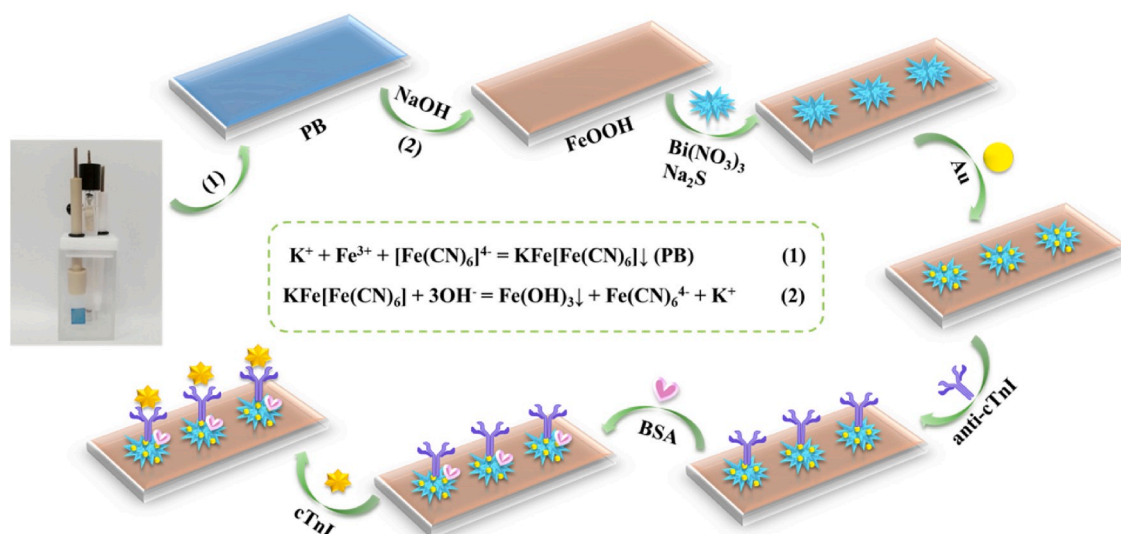 PB
NaOH
(2)
FeOOH
Bi(NO₃)₃
Na₂S
(1)
Au
K⁺ + Fe³⁺ + [Fe(CN)₆]⁴⁻ = KFe[Fe(CN)₆]↓ (PB) (1)
KFe[Fe(CN)₆] + 3OH⁻ = Fe(OH)₃↓ + Fe(CN)₆⁴⁻ + K⁺ (2)
anti-cTnI
BSA
cTnI